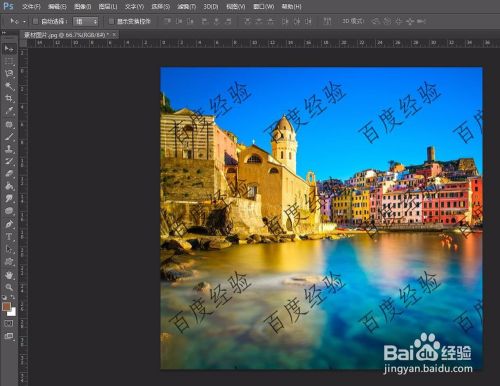 Ps 文件(F) 编辑(E) 图像(I) 图层(L) 文字(Y) 选择(S) 滤镜(T) 3D(D) 视图(V) 窗口(W) 帮助(H)
自动选择: 组 显示变换控件 3D 模式:
素材图片.jpg @ 66.7%(RGB/8#) * ×
百度经验
百度经验
百度经验
百度经验
百度经验
百度经验
百度经验
百度经验
百度经验
百度经验
Bai 百度 经验
jingyan.baidu.com